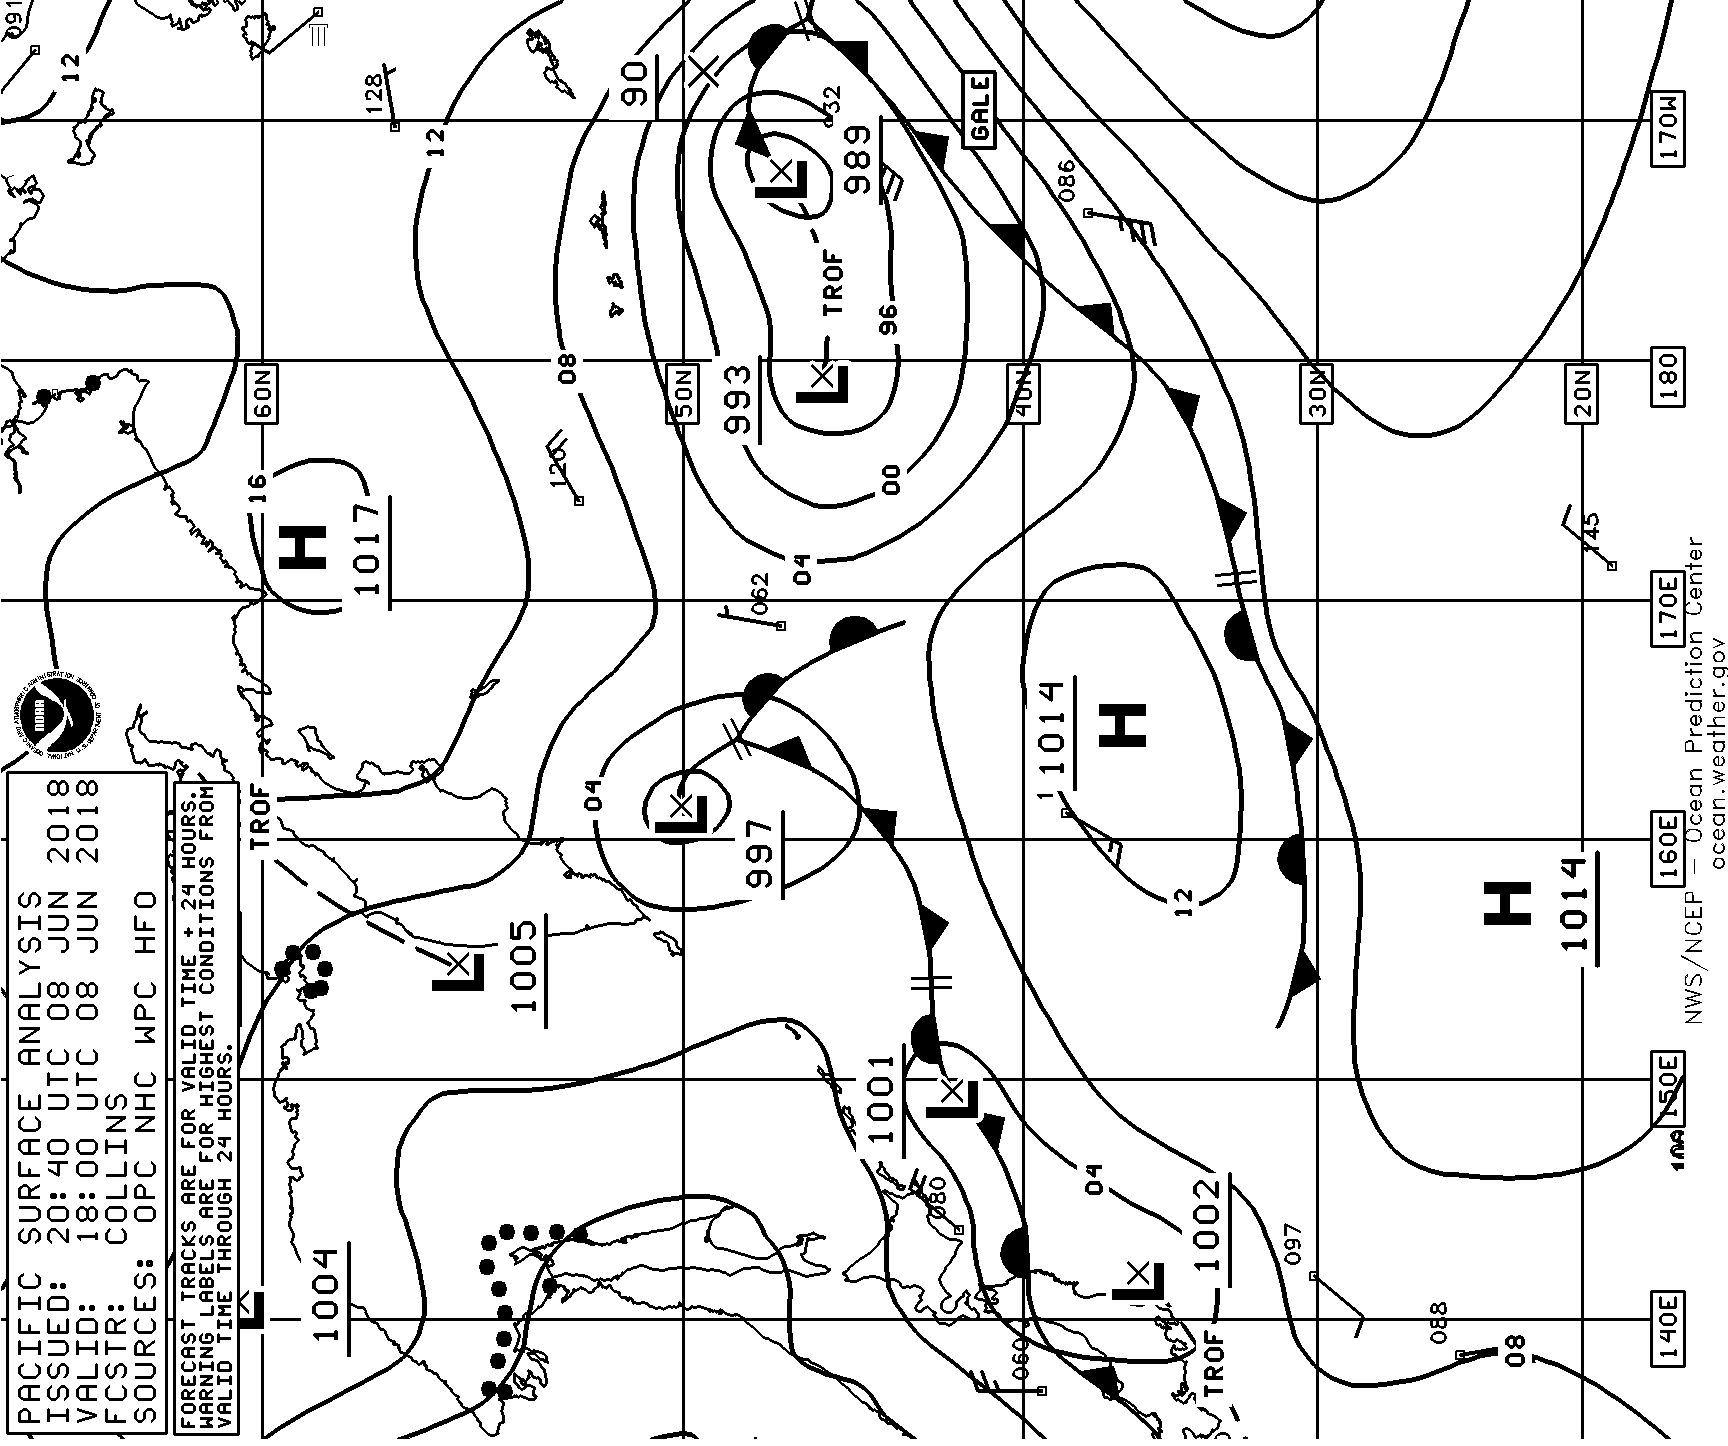 PACIFIC SURFACE ANALYSIS
ISSUED: 20:40 UTC 08 JUN 2018
VALID: 18:00 UTC 08 JUN 2018
FCSTR: COLLINS
SOURCES: OPC NHC WPC HFO
FORECAST TRACKS ARE FOR VALID TIME + 24 HOURS.
WARNING LABELS ARE FOR HIGHEST CONDITIONS FROM
VALID TIME THROUGH 24 HOURS.
NOAA
091
12
128
12
90
32
989
GALE
086
170W
TROF
96
08
60N
50N
993
40N
30N
20N
180
16
H
1017
120
00
04
062
145
170E
TROF
04
L
997
1014
H
12
160E
H
1014
L
1005
L
1001
150E
04
080
L
1004
L
1002
097
088
08
060
TROF
140E
L
989
L
NWS/NCEP – Ocean Prediction Center
ocean.weather.gov